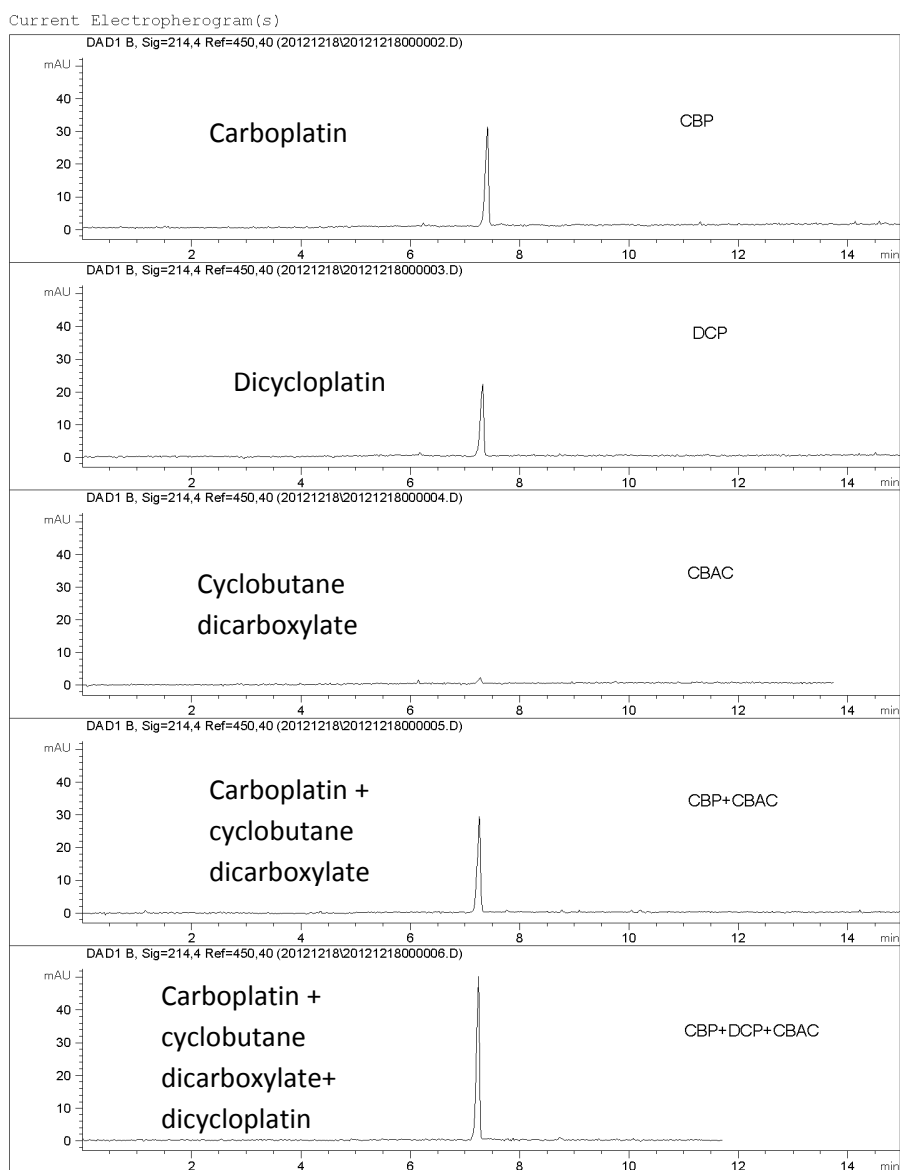 Current Electropherogram(s)
DAD1 B, Sig=214,4 Ref=450,40 (20121218\20121218000002.D)
mAU
40
30
20
10
0
Carboplatin
CBP
2 4 6 8 10 12 14 min
DAD1 B, Sig=214,4 Ref=450,40 (20121218\20121218000003.D)
mAU
40
30
20
10
0
Dicycloplatin
DCP
2 4 6 8 10 12 14 min
DAD1 B, Sig=214,4 Ref=450,40 (20121218\20121218000004.D)
mAU
40
30
20
10
0
Cyclobutane
dicarboxylate
CBAC
2 4 6 8 10 12 14 min
DAD1 B, Sig=214,4 Ref=450,40 (20121218\20121218000005.D)
mAU
40
30
20
10
0
Carboplatin +
cyclobutane
dicarboxylate
CBP+CBAC
2 4 6 8 10 12 14 min
DAD1 B, Sig=214,4 Ref=450,40 (20121218\20121218000006.D)
mAU
40
30
20
10
0
Carboplatin +
cyclobutane
dicarboxylate+
dicycloplatin
CBP+DCP+CBAC
2 4 6 8 10 12 14 min